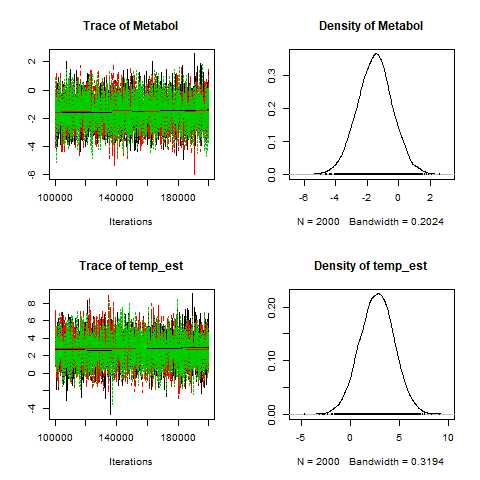 Trace of Metabol
2
0
-2
-4
-6
100000 140000 180000
Iterations
Density of Metabol
0.3
0.2
0.1
0.0
-6 -4 -2 0 2
N = 2000 Bandwidth = 0.2024
Trace of temp_est
8
6
4
2
0
-4
100000 140000 180000
Iterations
Density of temp_est
0.20
0.10
0.00
-5 0 5 10
N = 2000 Bandwidth = 0.3194